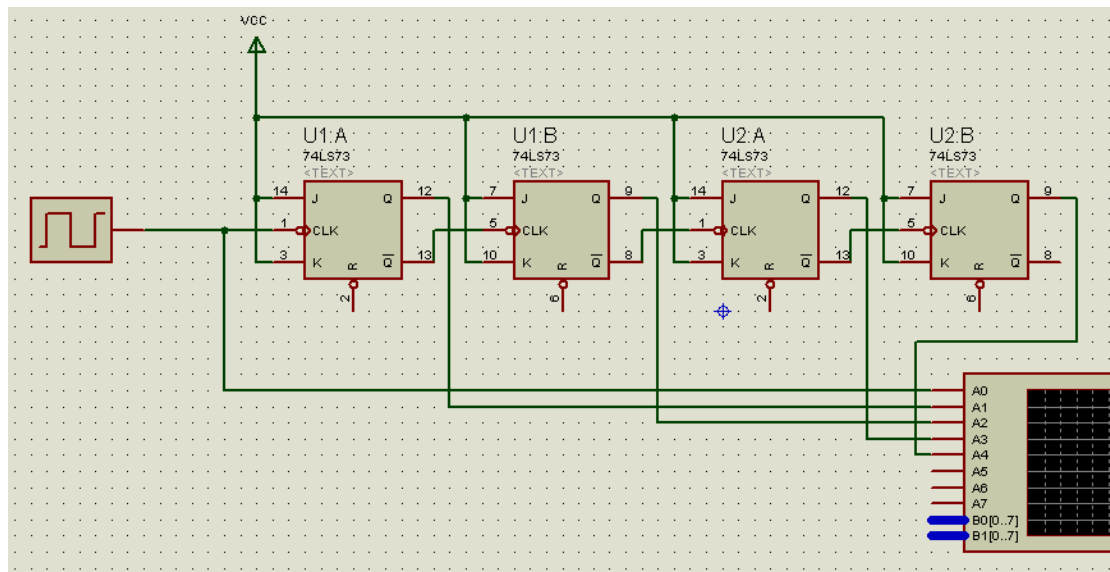 VCC
U1:A
74LS73
<TEXT>
14 J Q 12
1 CLK
3 K Q 13
R
2
U1:B
74LS73
<TEXT>
7 J Q 9
5 CLK
10 K Q 8
R
6
U2:A
74LS73
<TEXT>
14 J Q 12
1 CLK
3 K Q 13
R
2
U2:B
74LS73
<TEXT>
7 J Q 9
5 CLK
10 K Q 8
R
6
A0
A1
A2
A3
A4
A5
A6
A7
B0[0..7]
B1[0..7]